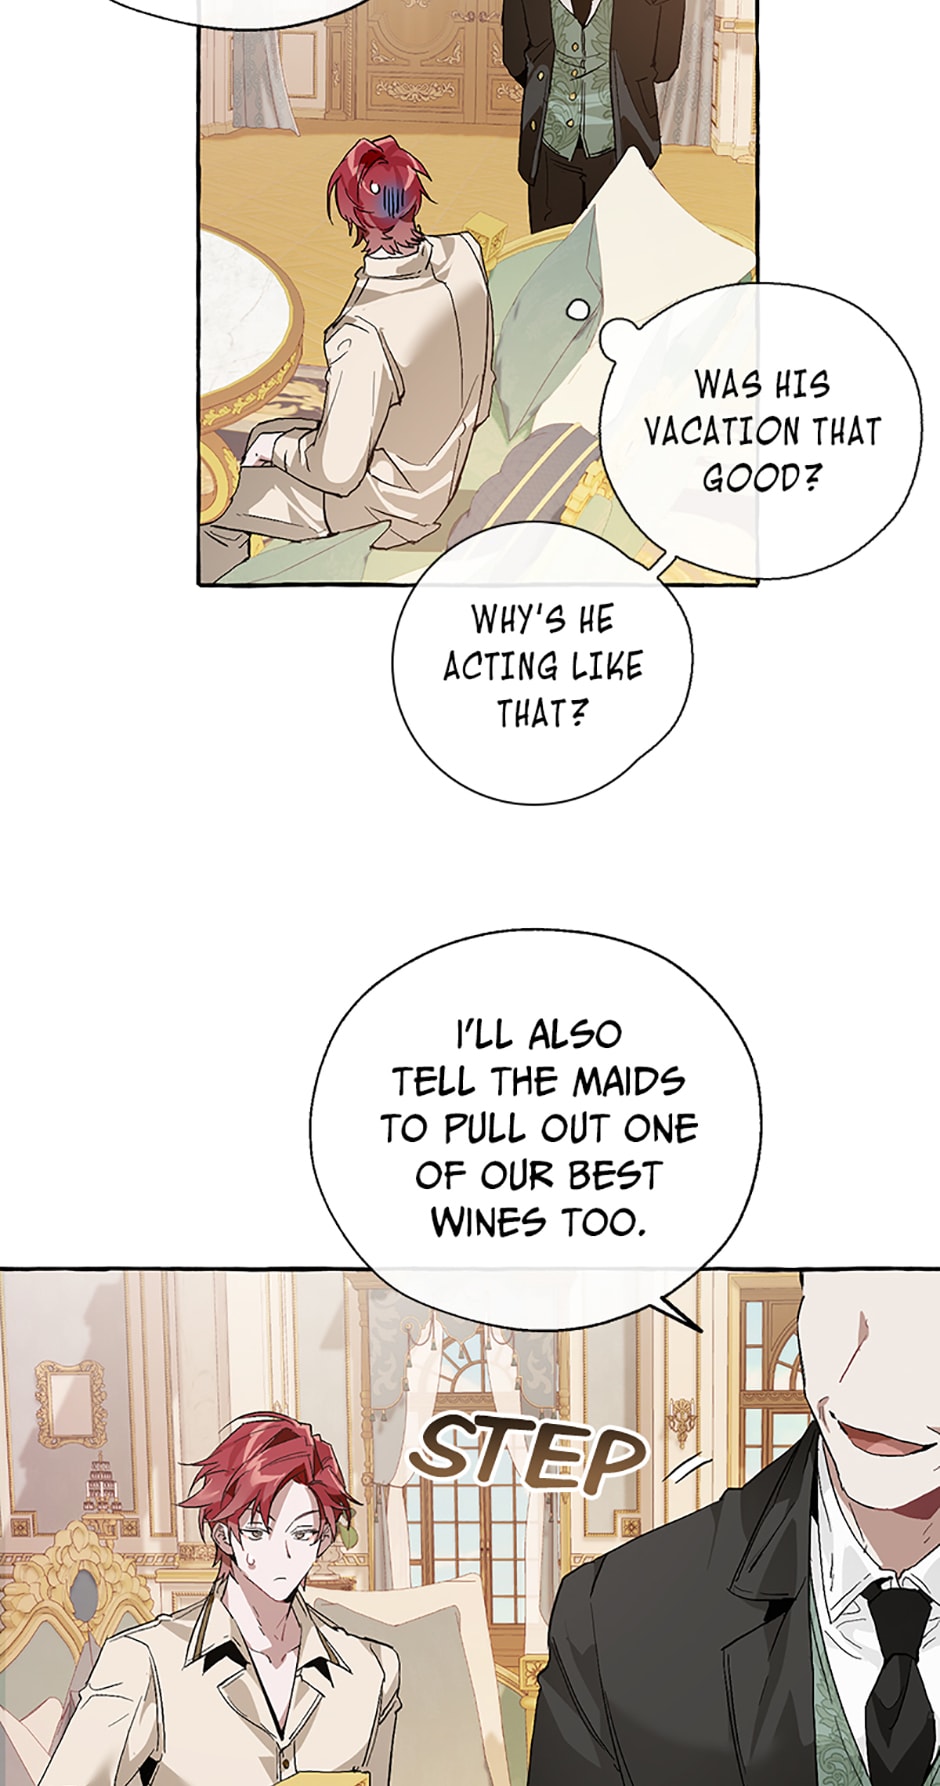 WAS HIS
VACATION THAT
GOOD?
WHY'S HE
ACTING LIKE
THAT?
I'LL ALSO
TELL THE MAIDS
TO PULL OUT ONE
OF OUR BEST
WINES TOO.
STEP